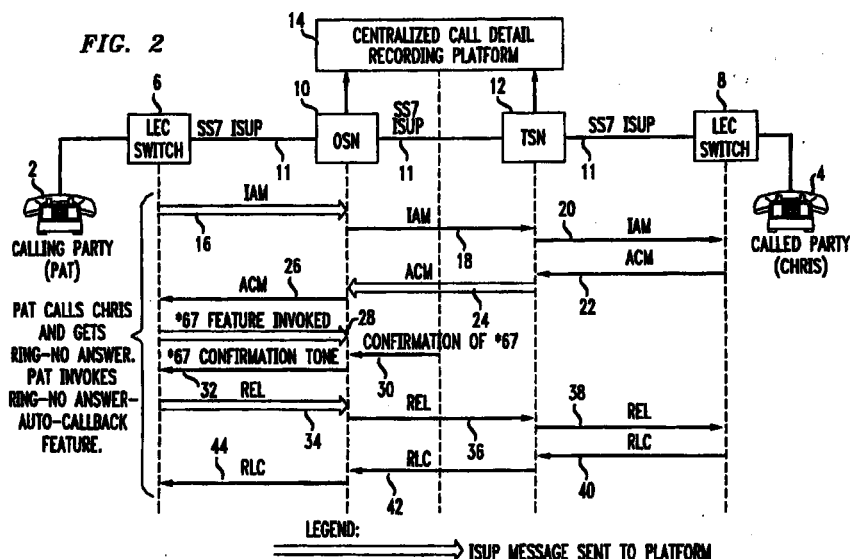 FIG. 2
14
CENTRALIZED CALL DETAIL
RECORDING PLATFORM
6
LEC
SWITCH
SS7 ISUP
11
10
OSN
SS7
ISUP
11
12
TSN
SS7 ISUP
11
8
LEC
SWITCH
2
CALLING PARTY
(PAT)
4
CALLED PARTY
(CHRIS)
IAM
16
IAM
18
20
IAM
ACM
22
ACM
24
ACM
26
*67 FEATURE INVOKED
28
CONFIRMATION OF *67
30
*67 CONFIRMATION TONE
32
REL
34
REL
36
38
REL
RLC
40
RLC
42
44
RLC
PAT CALLS CHRIS
AND GETS
RING-NO ANSWER.
PAT INVOKES
RING-NO ANSWER-
AUTO-CALLBACK
FEATURE.
LEGEND:
ISUP MESSAGE SENT TO PLATFORM